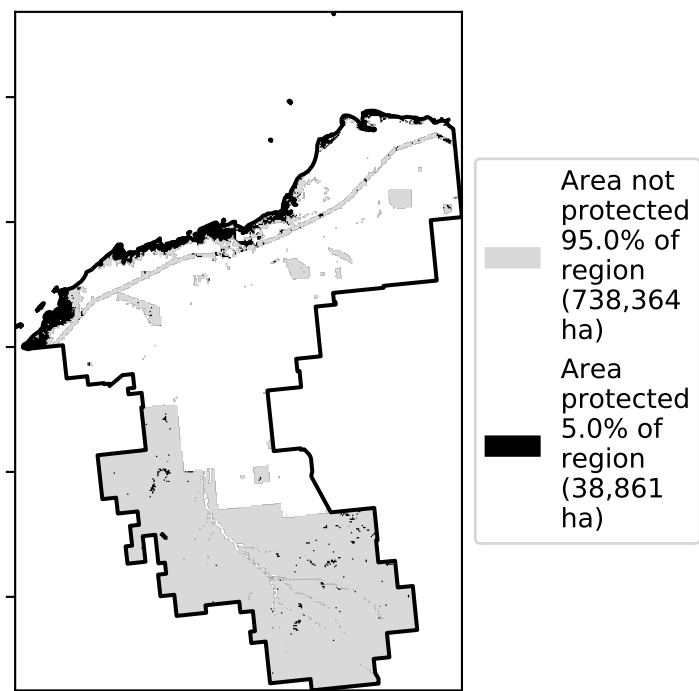 Area not
protected
95.0% of
region
(738,364
ha)
Area
protected
5.0% of
region
(38,861
ha)